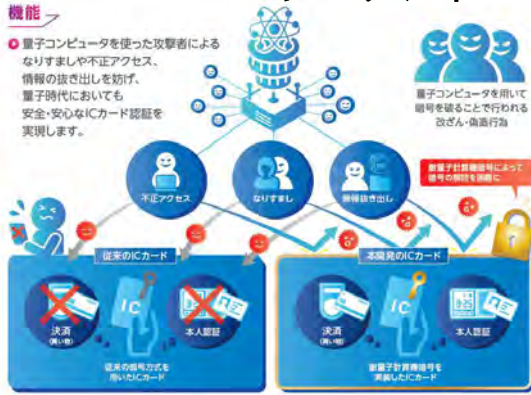 機能
量子コンピュータを使った攻撃者による
なりすましや不正アクセス、
情報の抜き出しを妨げ、
量子時代においても
安全・安心なICカード認証を
実現します。
量子コンピュータを用いて
暗号を破ることで行われる
改ざん・偽造行為
不正アクセス
なりすまし
情報抜き出し
耐量子計算機暗号によって
暗号の解読を困難に
従来のICカード
本開発のICカード
決済
(買い物)
IC
本人認証
従来の暗号方式を
用いたICカード
決済
(買い物)
IC
本人認証
耐量子計算機暗号を
実装したICカード